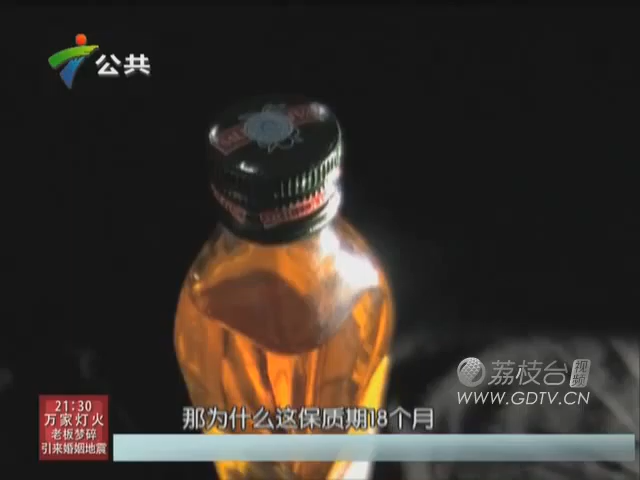 公共
荔枝台
视频
WWW.GDTV.CN
那为什么这保质期18个月
21:30
万家灯火
老板梦碎
引来婚姻地震